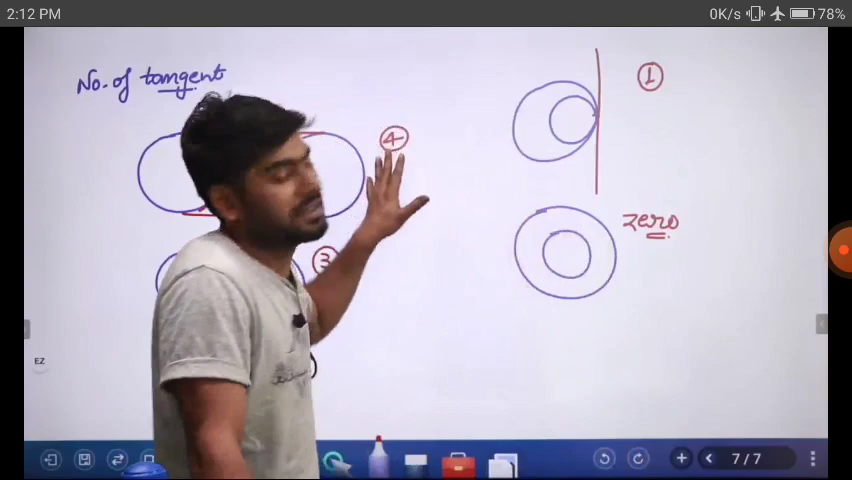 2:12 PM
0K/s
78%
No. of tangent
4
1
zero
3
EZ
7/7